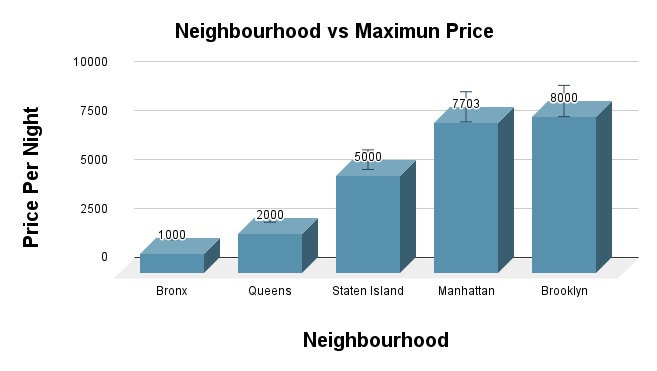 Neighbourhood vs Maximun Price
Price Per Night
10000
7500
5000
2500
0
1000
2000
5000
7703
8000
Bronx
Queens
Staten Island
Manhattan
Brooklyn
Neighbourhood